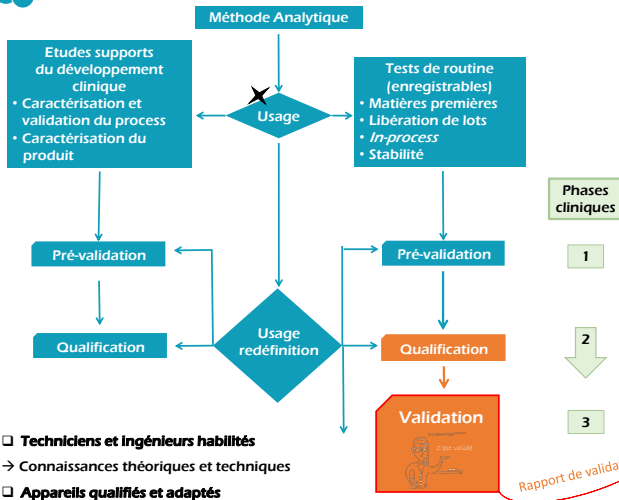 Méthode Analytique
Etudes supports
du développement
clinique
• Caractérisation et
validation du process
• Caractérisation du
produit
Usage
Tests de routine
(enregistrables)
• Matières premières
• Libération de lots
• In-process
• Stabilité
Phases
cliniques
Pré-validation
Pré-validation
1
Qualification
Usage
redéfinition
Qualification
2
Validation
3
❑ Techniciens et ingénieurs habilités
→ Connaissances théoriques et techniques
❑ Appareils qualifiés et adaptés
Rapport de valida